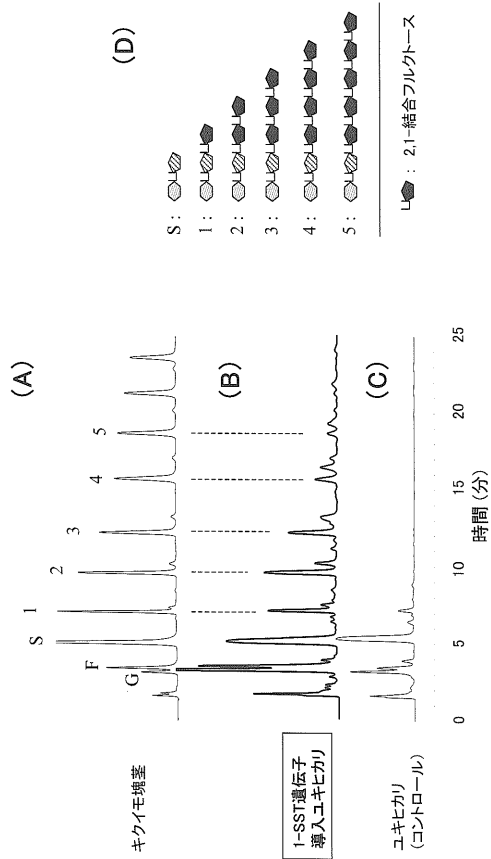 (A)
キクイモ塊茎
G
F
S
1
2
3
4
5
(B)
1-SST遺伝子
導入ユキヒカリ
(C)
ユキヒカリ
(コントロール)
0
5
10
15
20
25
時間(分)
(D)
S :
1 :
2 :
3 :
4 :
5 :
: 2,1-結合フルクトース